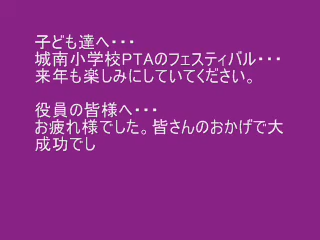 子ども達へ・・・
城南小学校PTAのフェスティバル・・・
来年も楽しみにしていてください。
役員の皆様へ・・・
お疲れ様でした。皆さんのおかげで大
成功でし